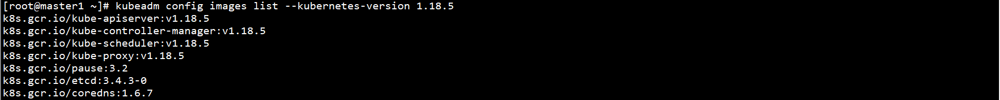 [root@master1 ~]# kubeadm config images list --kubernetes-version 1.18.5
k8s.gcr.io/kube-apiserver:v1.18.5
k8s.gcr.io/kube-controller-manager:v1.18.5
k8s.gcr.io/kube-scheduler:v1.18.5
k8s.gcr.io/kube-proxy:v1.18.5
k8s.gcr.io/pause:3.2
k8s.gcr.io/etcd:3.4.3-0
k8s.gcr.io/coredns:1.6.7